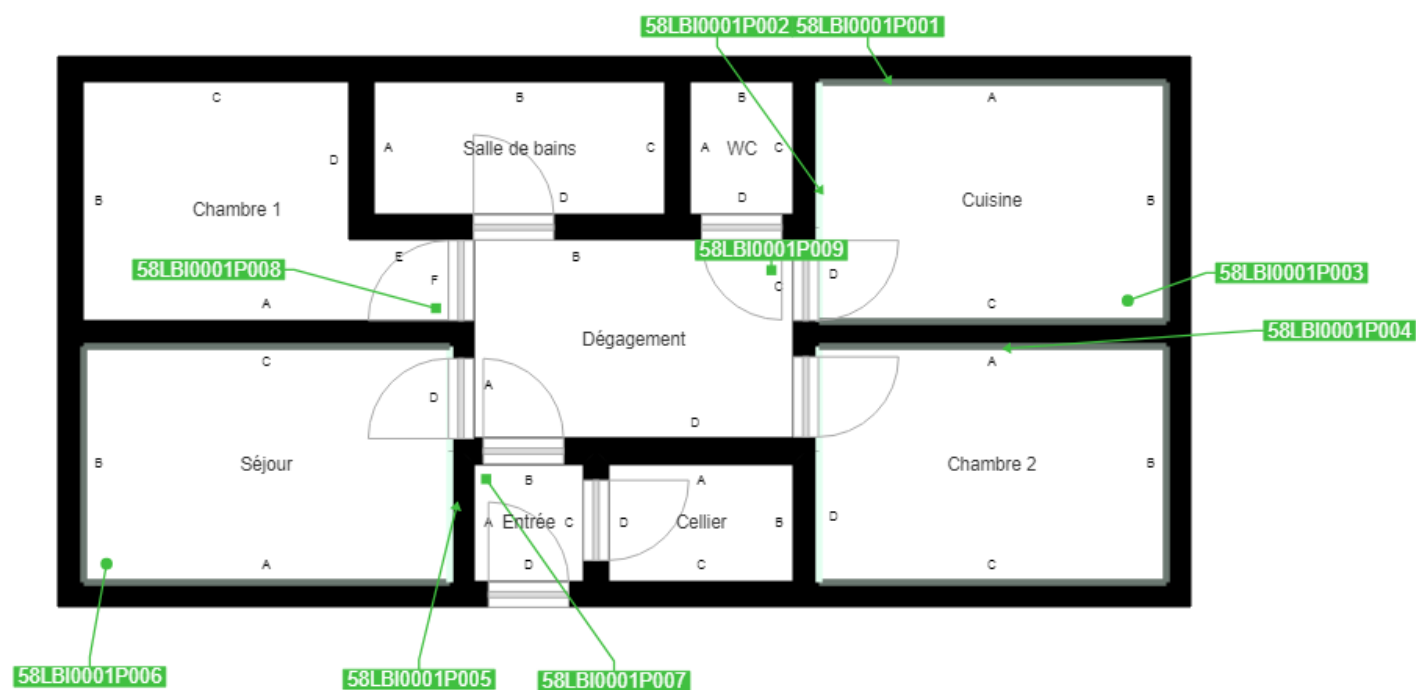 58LBI0001P002 58LBI0001P001
C
B
B
A
D
A
Salle de bains
C
A
WC
C
B
Chambre 1
D
D
Cuisine
B
58LBI0001P008
E
F
B
58LBI0001P009
C
D
58LBI0001P003
A
C
Dégagement
58LBI0001P004
C
A
D
A
D
B
Séjour
B
A
Chambre 2
B
A
Entrée
C
D
Cellier
B
D
A
D
C
C
58LBI0001P006
58LBI0001P005
58LBI0001P007